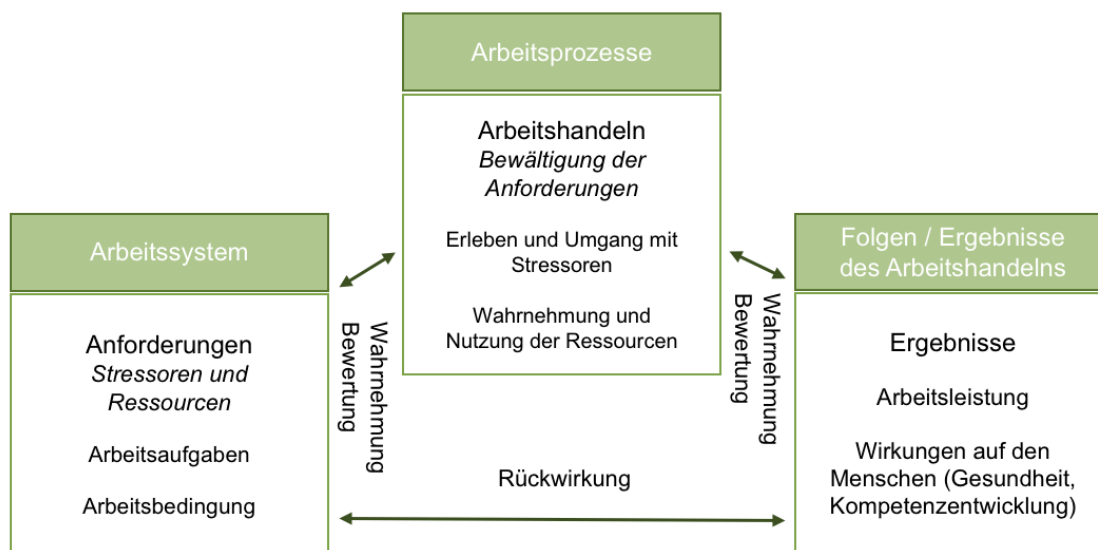 Arbeitsprozesse
Arbeitshandeln
Bewältigung der
Anforderungen
Erleben und Umgang mit
Stressoren
Wahrnehmung und
Nutzung der Ressourcen
Arbeitssystem
Anforderungen
Stressoren und
Ressourcen
Arbeitsaufgaben
Arbeitsbedingung
Wahrnehmung
Bewertung
Rückwirkung
Wahrnehmung
Bewertung
Folgen / Ergebnisse
des Arbeitshandelns
Ergebnisse
Arbeitsleistung
Wirkungen auf den
Menschen (Gesundheit,
Kompetenzentwicklung)